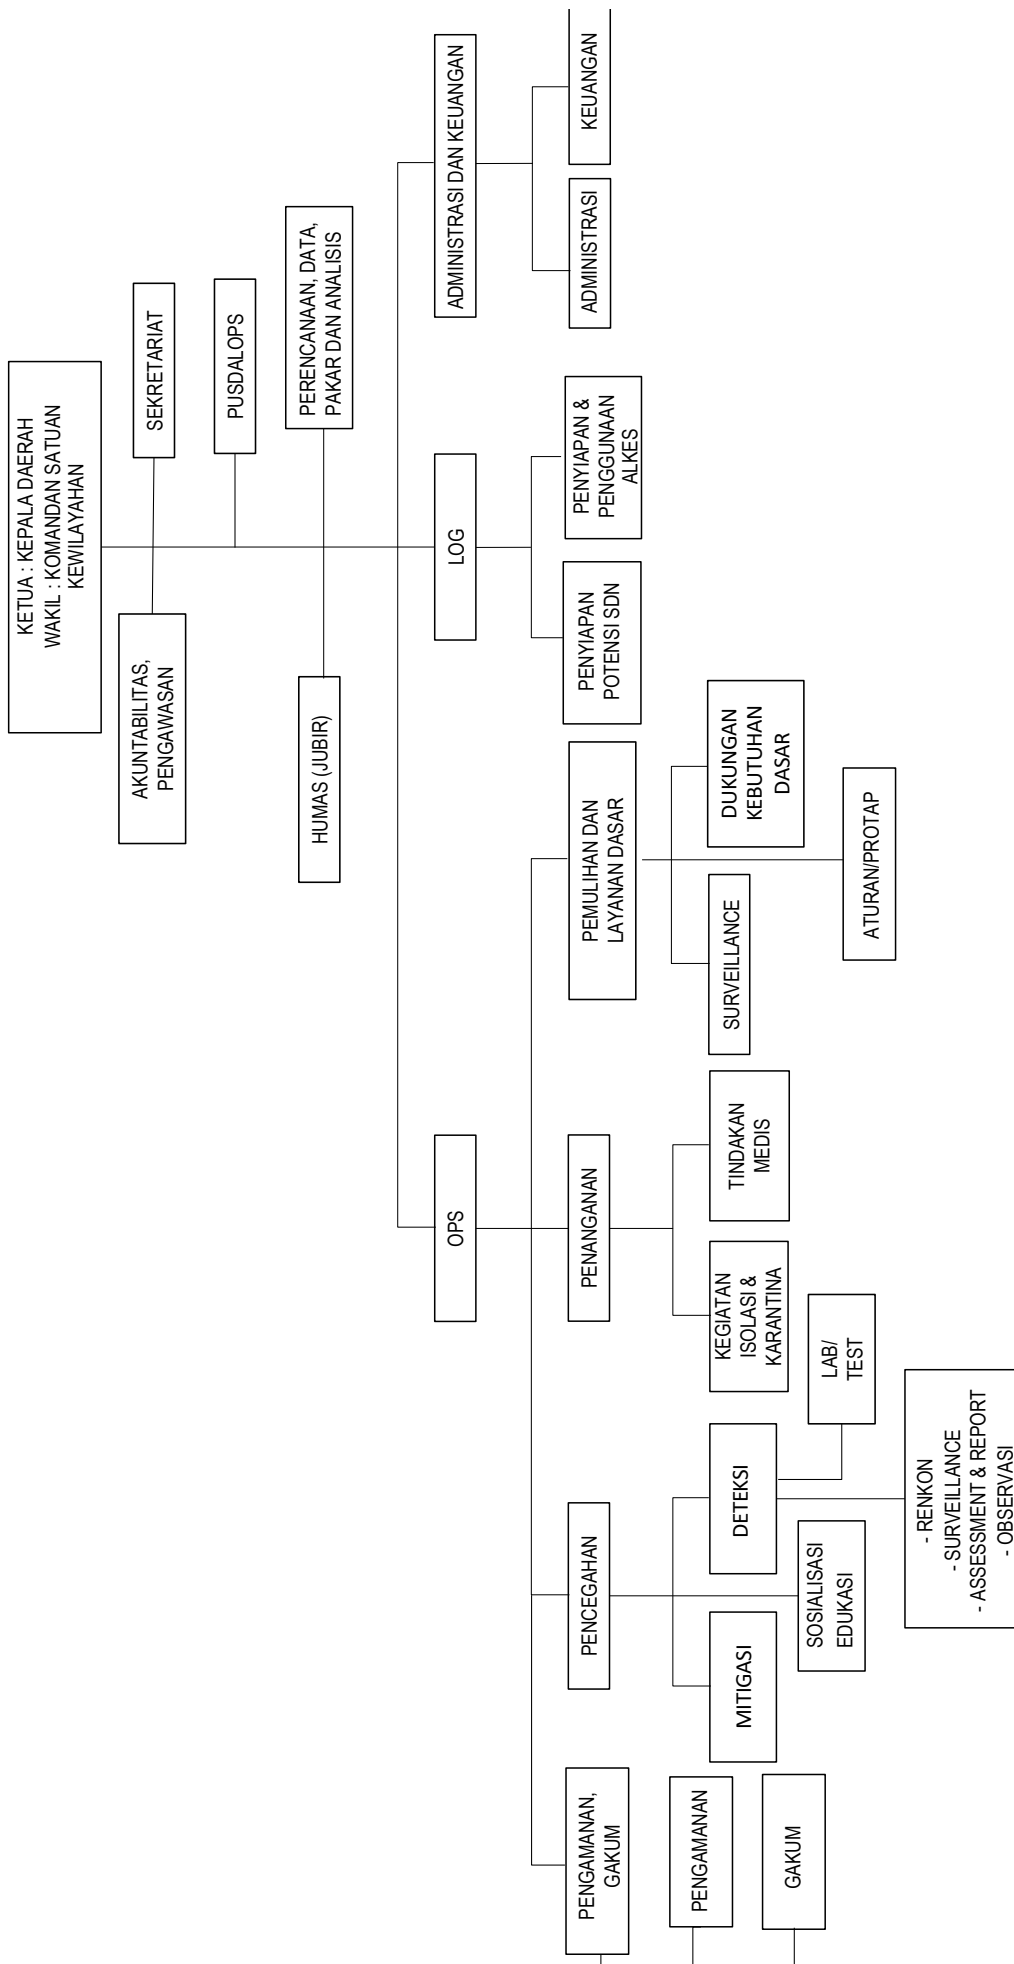 KETUA : KEPALA DAERAH
WAKIL : KOMANDAN SATUAN
KEWILAYAHAN
AKUNTABILITAS,
PENGAWASAN
SEKRETARIAT
PUSDALOPS
HUMAS (JUBIR)
PERENCANAAN, DATA,
PAKAR DAN ANALISIS
OPS
LOG
ADMINISTRASI DAN KEUANGAN
PENGAMANAN,
GAKUM
PENCEGAHAN
PENANGANAN
PEMULIHAN DAN
LAYANAN DASAR
PENYIAPAN
POTENSI SDN
PENYIAPAN &
PENGGUNAAN
ALKES
ADMINISTRASI
KEUANGAN
PENGAMANAN
GAKUM
MITIGASI
DETEKSI
SOSIALISASI
EDUKASI
LAB/
TEST
- RENKON
- SURVEILLANCE
- ASSESSMENT & REPORT
- OBSERVASI
KEGIATAN
ISOLASI &
KARANTINA
TINDAKAN
MEDIS
SURVEILLANCE
DUKUNGAN
KEBUTUHAN
DASAR
ATURAN/PROTAP